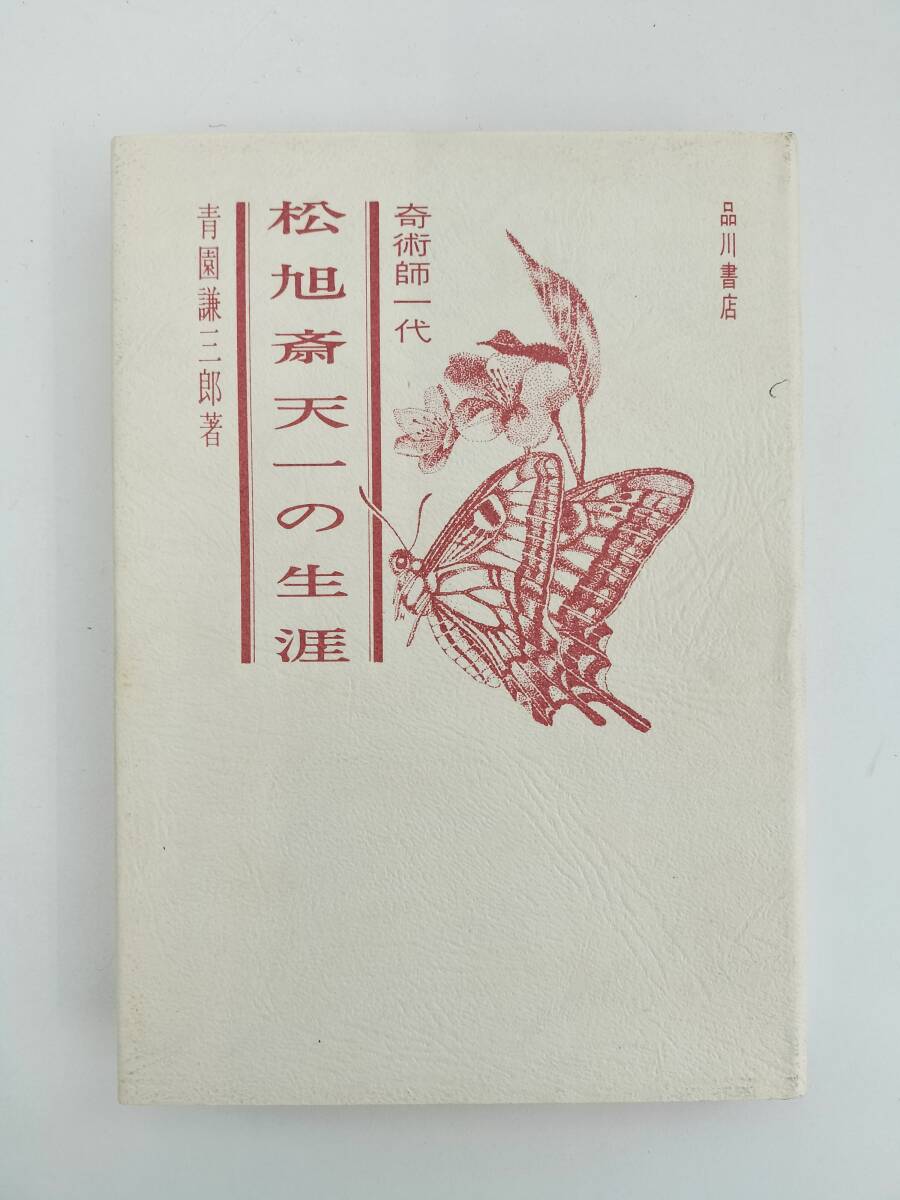 品川書店
奇術師一代
松旭斎天一の生涯
青園謙三郎著